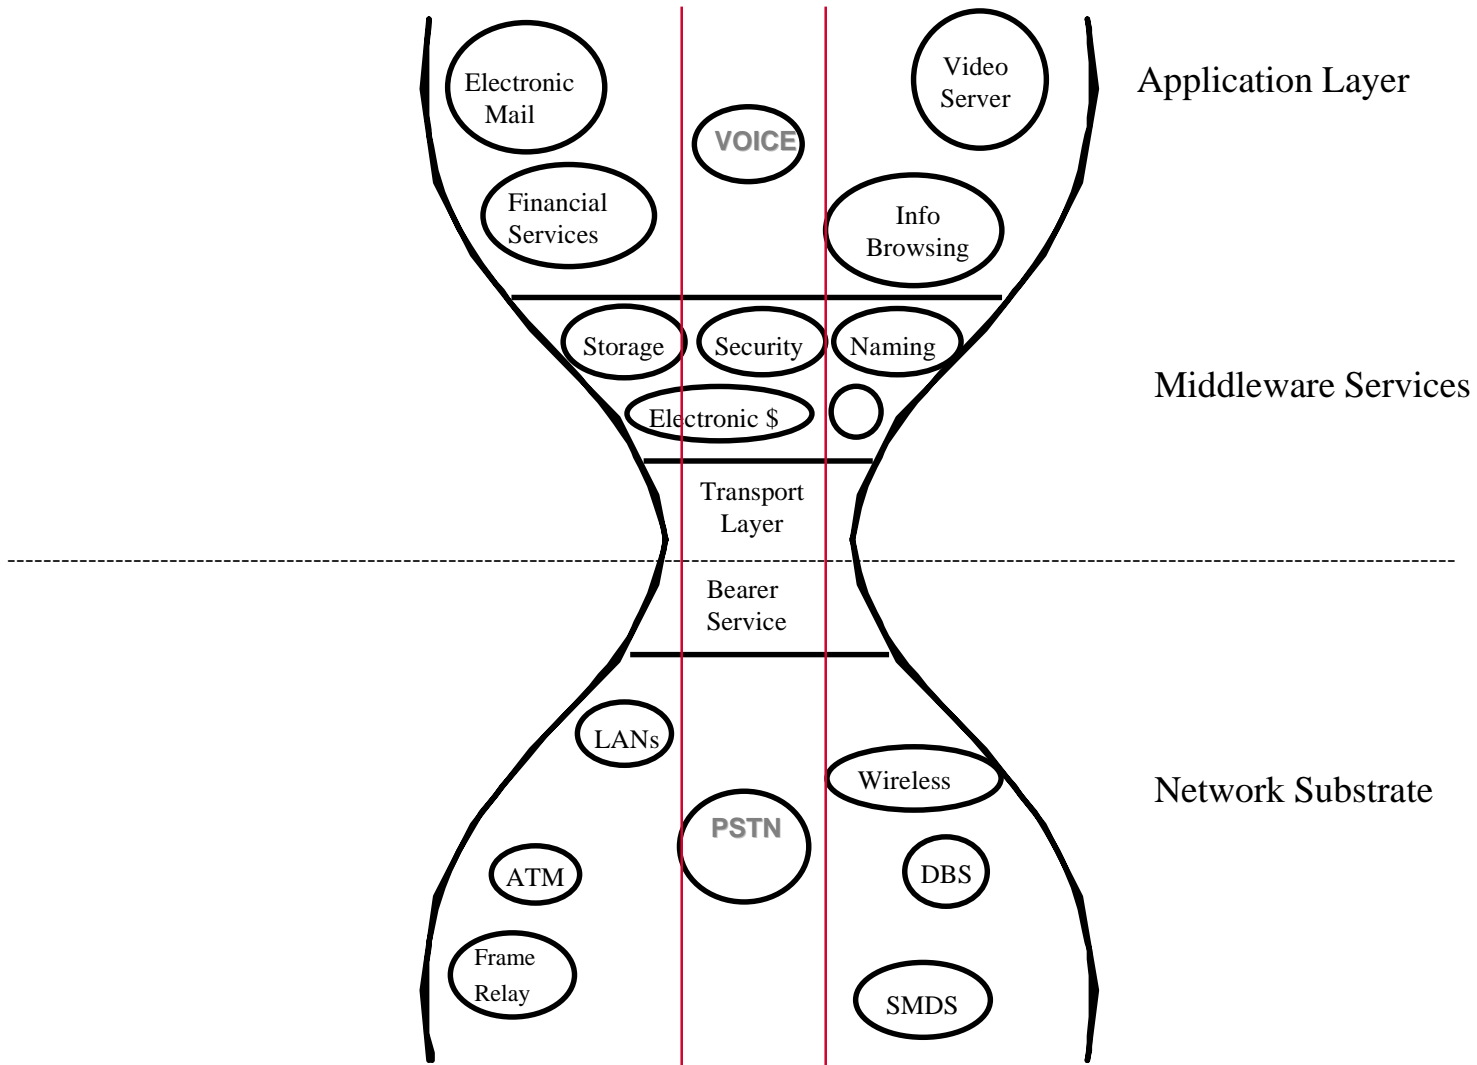 Electronic
Mail
Video
Server
Application Layer
VOICE
Financial
Services
Info
Browsing
Storage
Security
Naming
Middleware Services
Electronic $
Transport
Layer
Bearer
Service
LANs
Wireless
Network Substrate
PSTN
ATM
DBS
Frame
Relay
SMDS